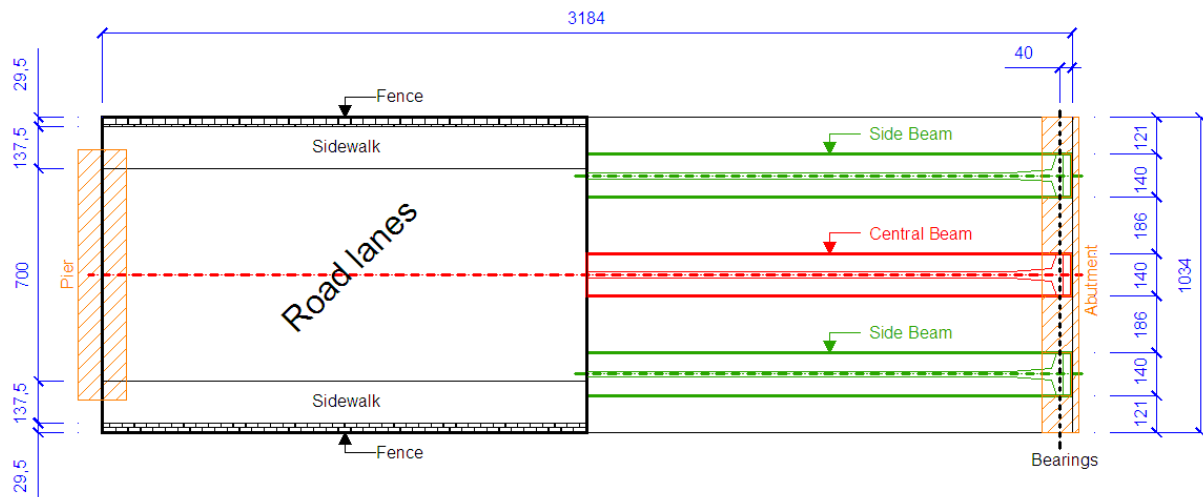 3184
40
29,5
Fence
137,5
Sidewalk
Side Beam
121
140
186
Road lanes
Central Beam
Pier
700
140
Abutment
1034
186
Side Beam
140
137,5
Sidewalk
121
Fence
29,5
Bearings